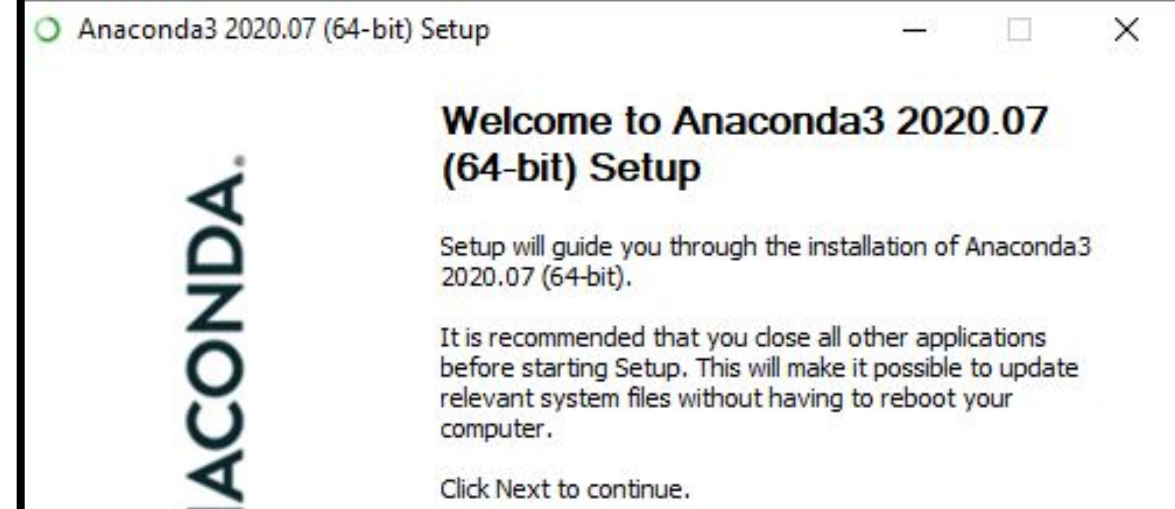 Anaconda3 2020.07 (64-bit) Setup
Welcome to Anaconda3 2020.07
(64-bit) Setup
ACONDA.
Setup will guide you through the installation of Anaconda3
2020.07 (64-bit).
It is recommended that you close all other applications
before starting Setup. This will make it possible to update
relevant system files without having to reboot your
computer.
Click Next to continue.